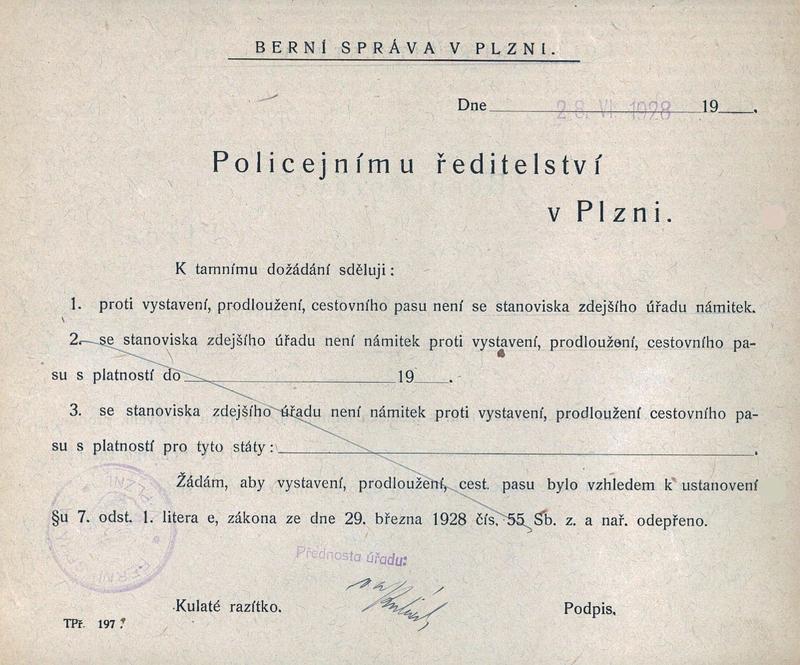 BERNÍ SPRÁVA V PLZNI.
Dne 28. VI. 1928 19 .
Policejnímu ředitelství
v Plzni.
K tamnímu dožádání sděluji :
1. proti vystavení, prodloužení, cestovního pasu není se stanoviska zdejšího úřadu námitek.
2. se stanoviska zdejšího úřadu není námitek proti vystavení, prodloužení, cestovního pa-
su s platností do 19 .
3. se stanoviska zdejšího úřadu není námitek proti vystavení, prodloužení cestovního pa-
su s platností pro tyto státy : .
Žádám, aby vystavení, prodloužení, cest. pasu bylo vzhledem k ustanovení
§u 7. odst. 1. litera e, zákona ze dne 29. března 1928 čís. 55 Sb. z. a nař. odepřeno.
BERNÍ SPRÁVA PLZNI
Přednosta úřadu:
Kulaté razítko.
Podpis.
TPř. 197